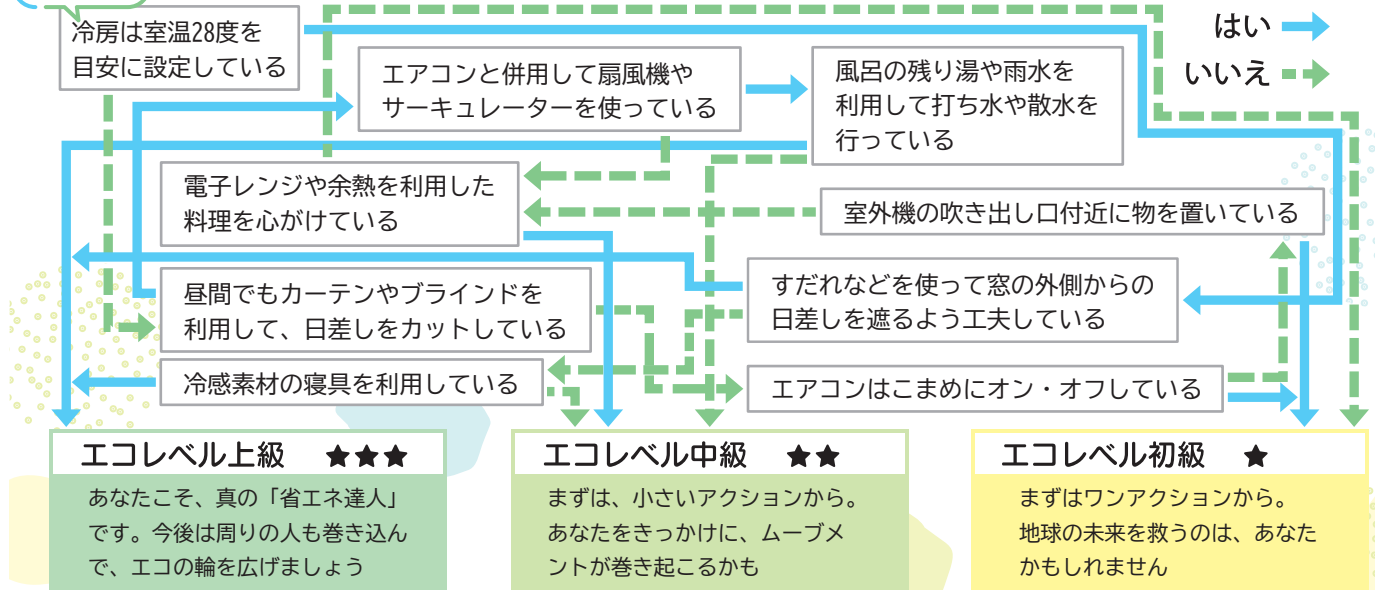 冷房は室温28度を
目安に設定している
はい
いいえ
エアコンと併用して扇風機や
サーキュレーターを使っている
風呂の残り湯や雨水を
利用して打ち水や散水を
行っている
電子レンジや余熱を利用した
料理を心がけている
室外機の吹き出し口付近に物を置いている
昼間でもカーテンやブラインドを
利用して、日差しをカットしている
すだれなどを使って窓の外側からの
日差しを遮るよう工夫している
冷感素材の寝具を利用している
エアコンはこまめにオン・オフしている
エコレベル上級 ★★★
あなたこそ、真の「省エネ達人」
です。今後は周りの人も巻き込ん
で、エコの輪を広げましょう
エコレベル中級 ★★
まずは、小さいアクションから。
あなたをきっかけに、ムーブメ
ントが巻き起こるかも
エコレベル初級 ★
まずはワンアクションから。
地球の未来を救うのは、あなた
かもしれません